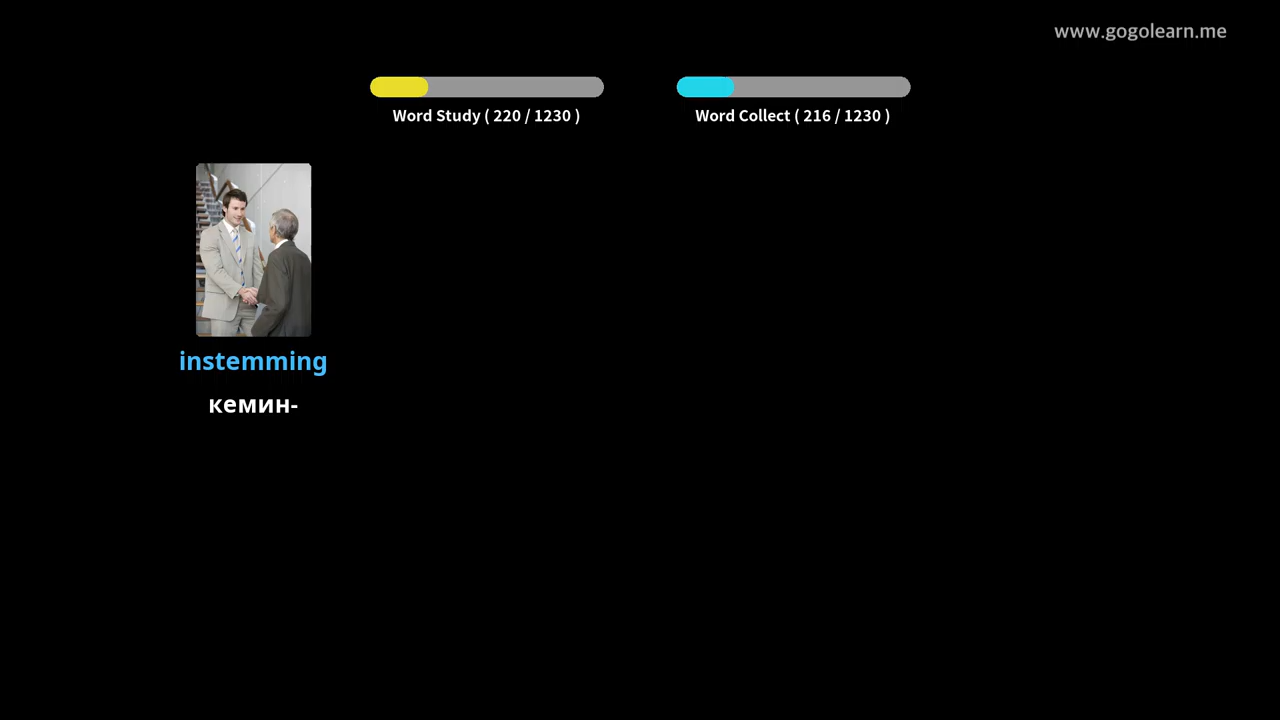 www.gogolearn.me
Word Study ( 220 / 1230 )
Word Collect ( 216 / 1230 )
instemming
кемин-